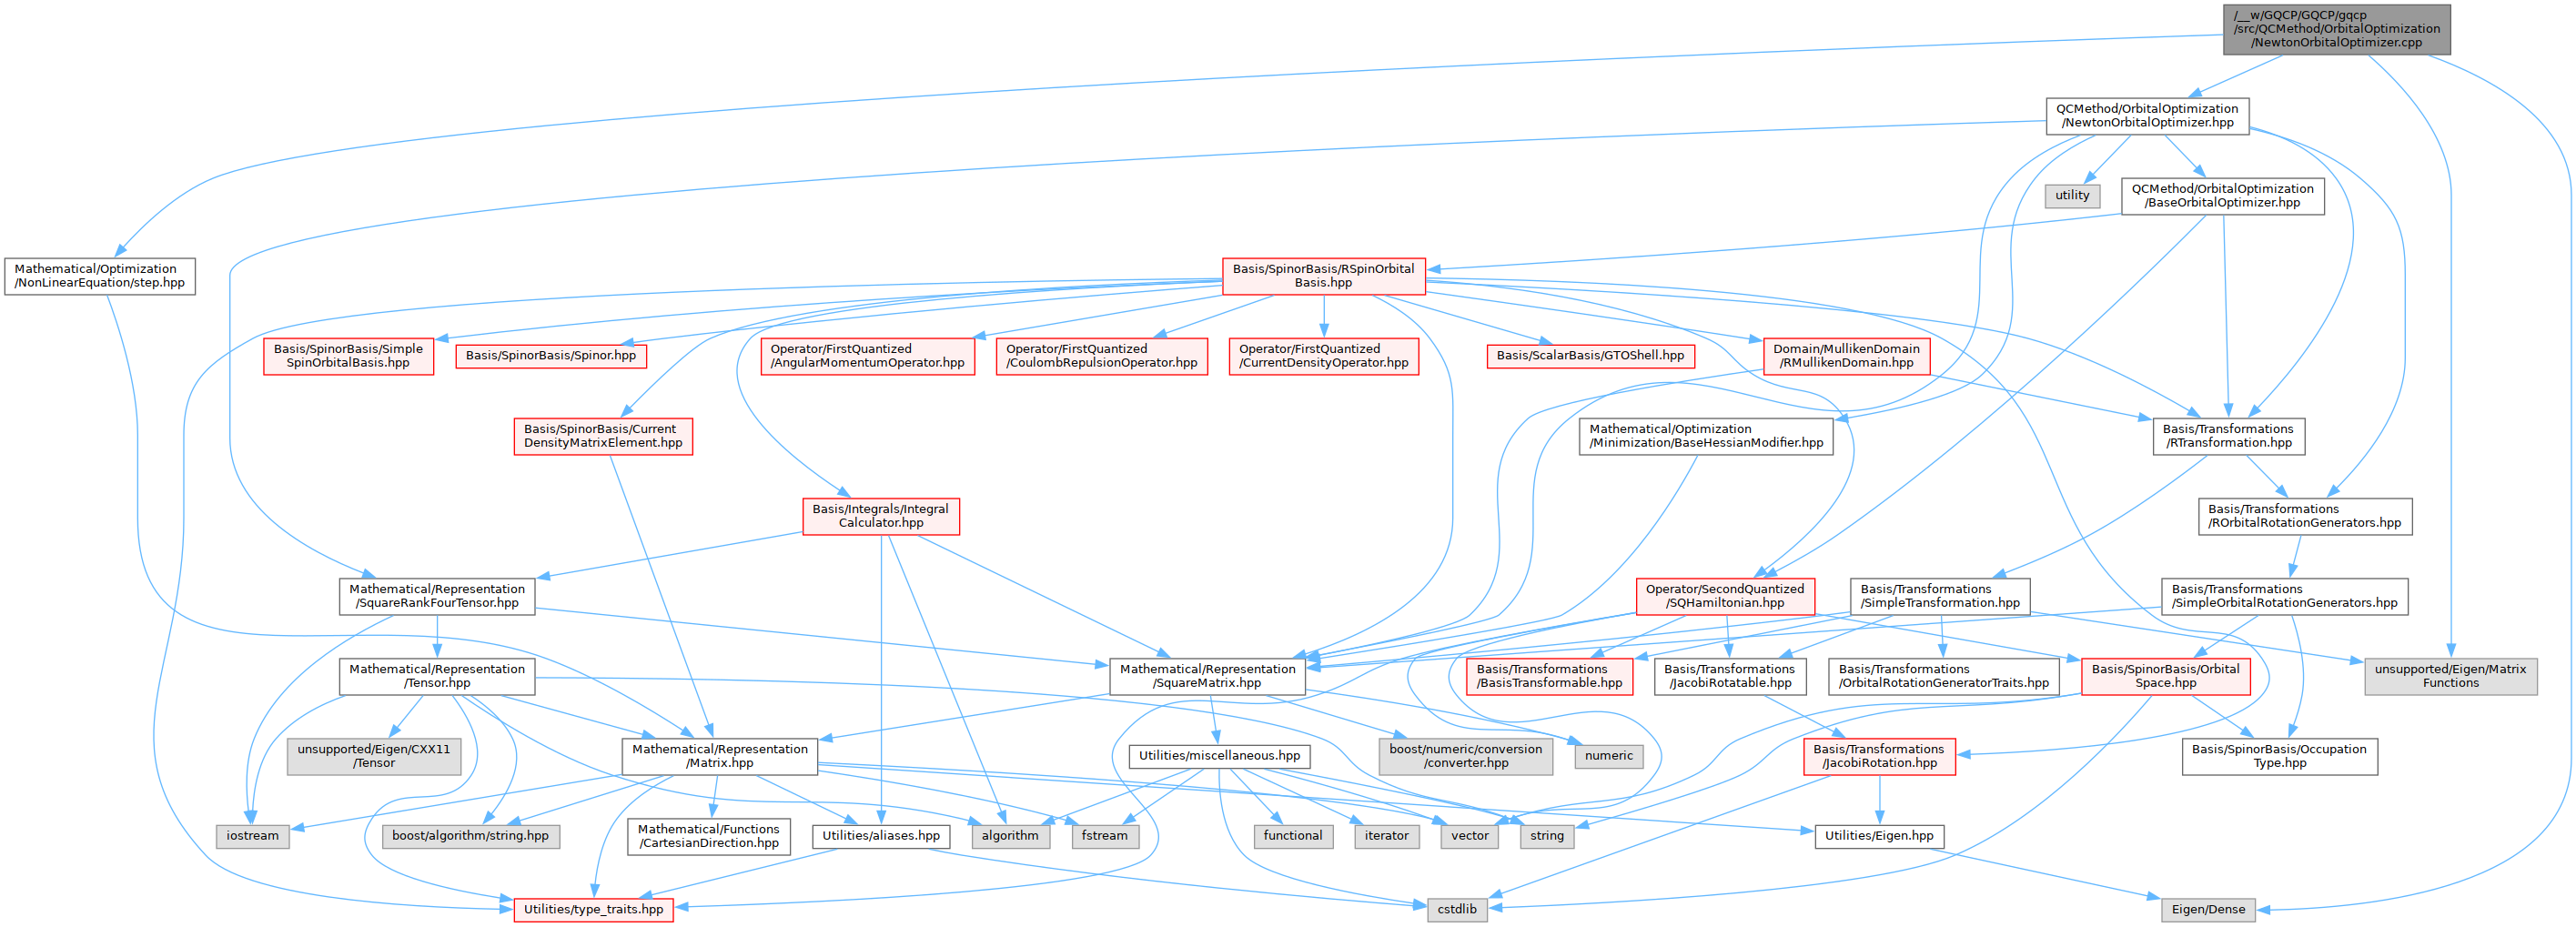 /__w/GQCP/GQCP/gqcp
/src/QCMethod/OrbitalOptimization
/NewtonOrbitalOptimizer.cpp
QCMethod/OrbitalOptimization
/NewtonOrbitalOptimizer.hpp
utility
QCMethod/OrbitalOptimization
/BaseOrbitalOptimizer.hpp
Mathematical/Optimization
/NonLinearEquation/step.hpp
Basis/SpinorBasis/RSpinOrbital
Basis.hpp
Basis/SpinorBasis/Simple
SpinOrbitalBasis.hpp
Basis/SpinorBasis/Spinor.hpp
Operator/FirstQuantized
/AngularMomentumOperator.hpp
Operator/FirstQuantized
/CoulombRepulsionOperator.hpp
Operator/FirstQuantized
/CurrentDensityOperator.hpp
Basis/ScalarBasis/GTOShell.hpp
Domain/MullikenDomain
/RMullikenDomain.hpp
Basis/SpinorBasis/Current
DensityMatrixElement.hpp
Mathematical/Optimization
/Minimization/BaseHessianModifier.hpp
Basis/Transformations
/RTransformation.hpp
Basis/Integrals/Integral
Calculator.hpp
Basis/Transformations
/ROrbitalRotationGenerators.hpp
Mathematical/Representation
/SquareRankFourTensor.hpp
Operator/SecondQuantized
/SQHamiltonian.hpp
Basis/Transformations
/SimpleTransformation.hpp
Basis/Transformations
/SimpleOrbitalRotationGenerators.hpp
Mathematical/Representation
/Tensor.hpp
Mathematical/Representation
/SquareMatrix.hpp
Basis/Transformations
/BasisTransformable.hpp
Basis/Transformations
/JacobiRotatable.hpp
Basis/Transformations
/OrbitalRotationGeneratorTraits.hpp
Basis/SpinorBasis/Orbital
Space.hpp
unsupported/Eigen/Matrix
Functions
unsupported/Eigen/CXX11
/Tensor
Mathematical/Representation
/Matrix.hpp
Utilities/miscellaneous.hpp
boost/numeric/conversion
/converter.hpp
numeric
Basis/Transformations
/JacobiRotation.hpp
Basis/SpinorBasis/Occupation
Type.hpp
iostream
boost/algorithm/string.hpp
Mathematical/Functions
/CartesianDirection.hpp
Utilities/aliases.hpp
algorithm
fstream
functional
iterator
vector
string
Utilities/Eigen.hpp
Utilities/type_traits.hpp
cstdlib
Eigen/Dense